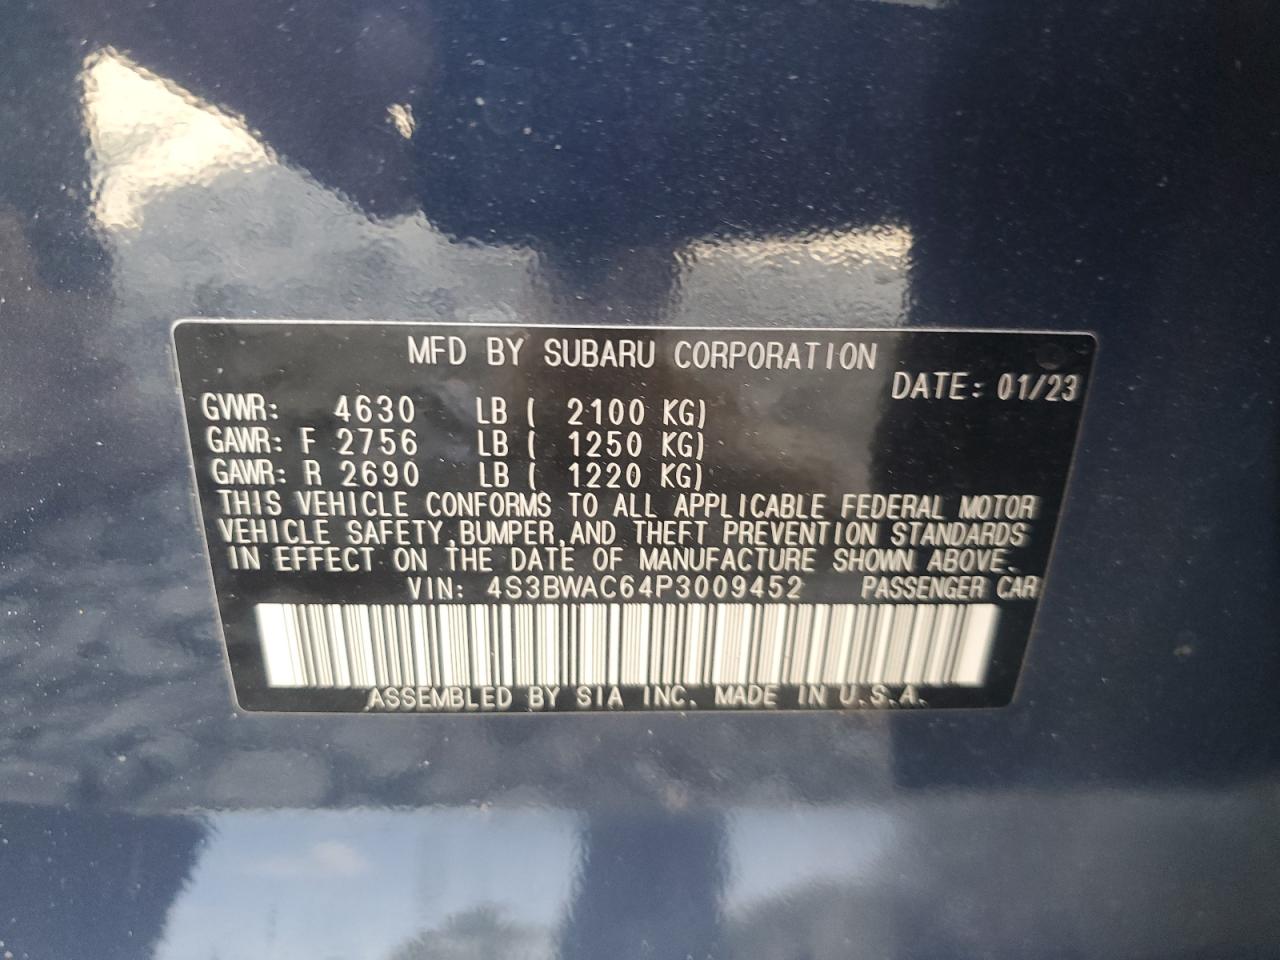 MFD BY SUBARU CORPORATION
DATE: 01/23
GVWR: 4630 LB ( 2100 KG)
GAWR: F 2756 LB ( 1250 KG)
GAWR: R 2690 LB ( 1220 KG)
THIS VEHICLE CONFORMS TO ALL APPLICABLE FEDERAL MOTOR
VEHICLE SAFETY,BUMPER,AND THEFT PREVENTION STANDARDS
IN EFFECT ON THE DATE OF MANUFACTURE SHOWN ABOVE.
VIN: 4S3BWAC64P3009452 PASSENGER CAR
ASSEMBLED BY SIA INC. MADE IN U.S.A.